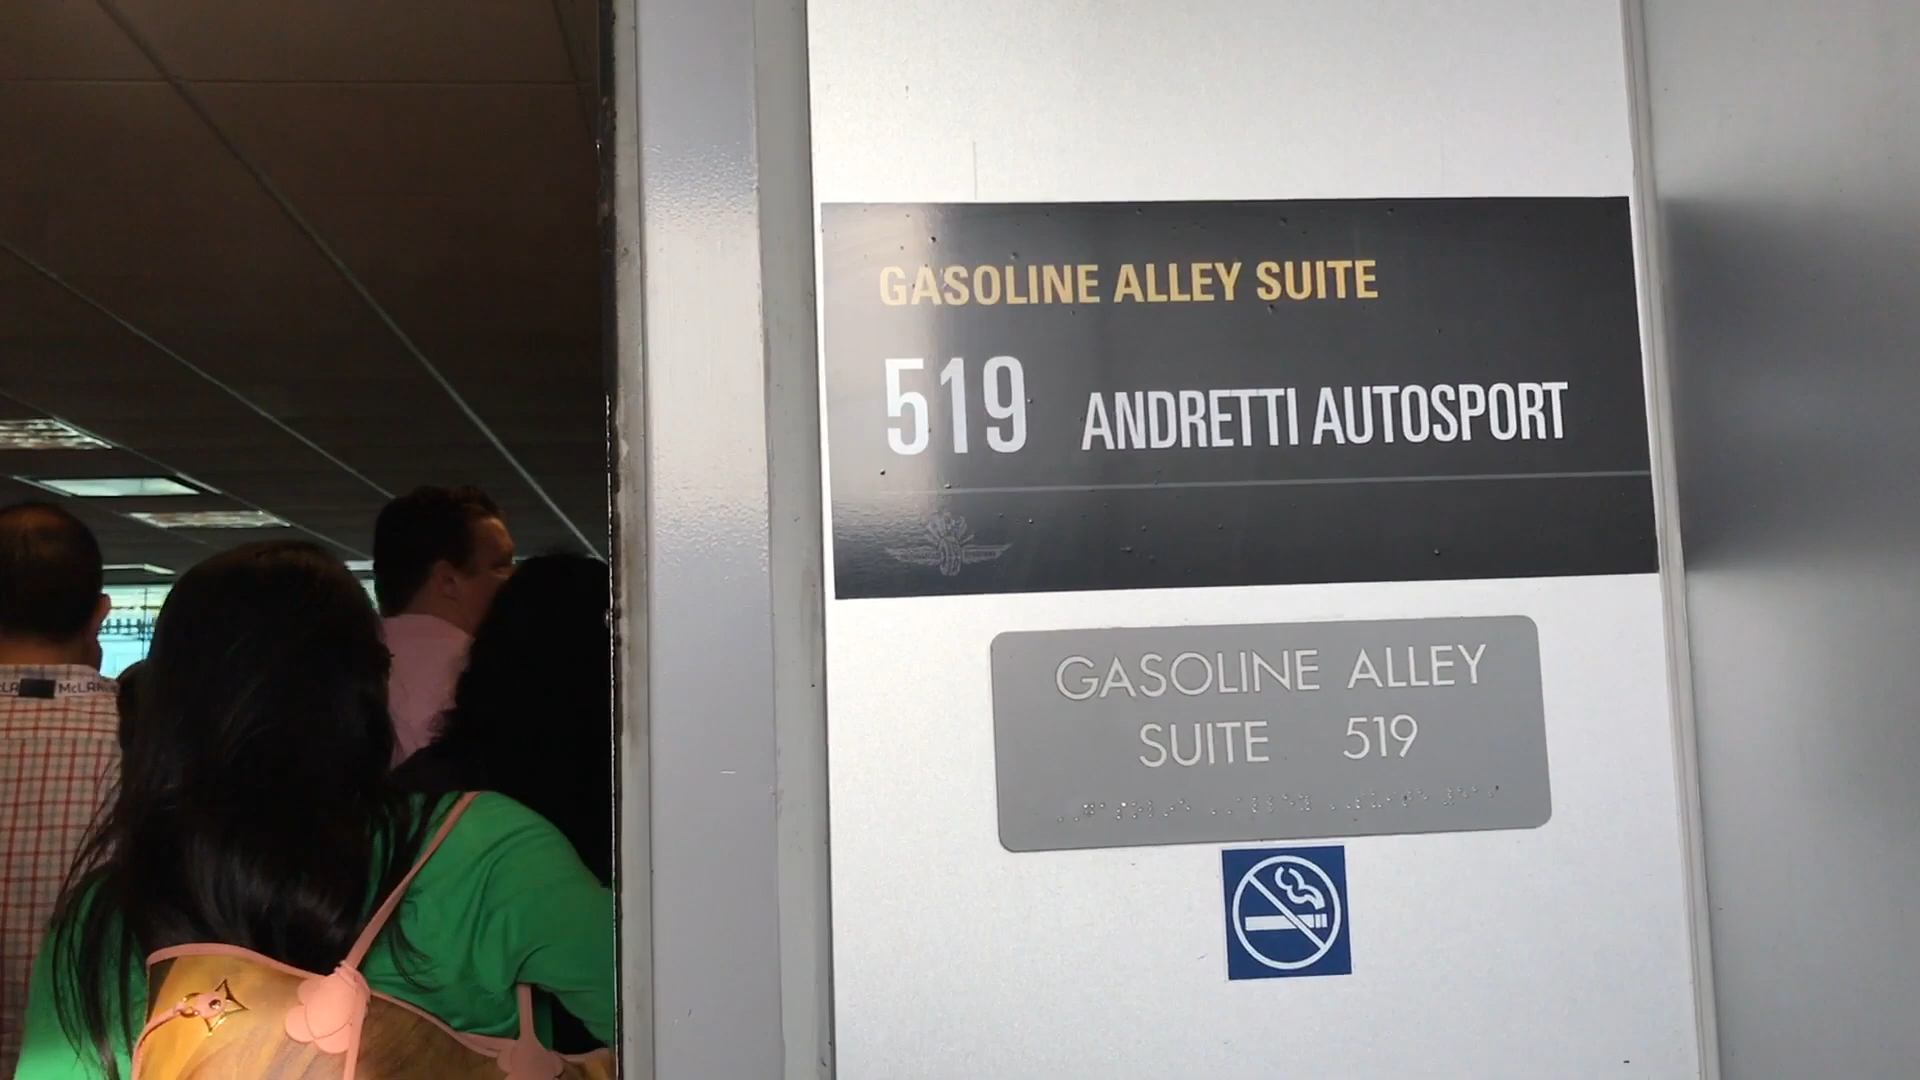 GASOLINE ALLEY SUITE
519 ANDRETTI AUTOSPORT
GASOLINE ALLEY
SUITE 519